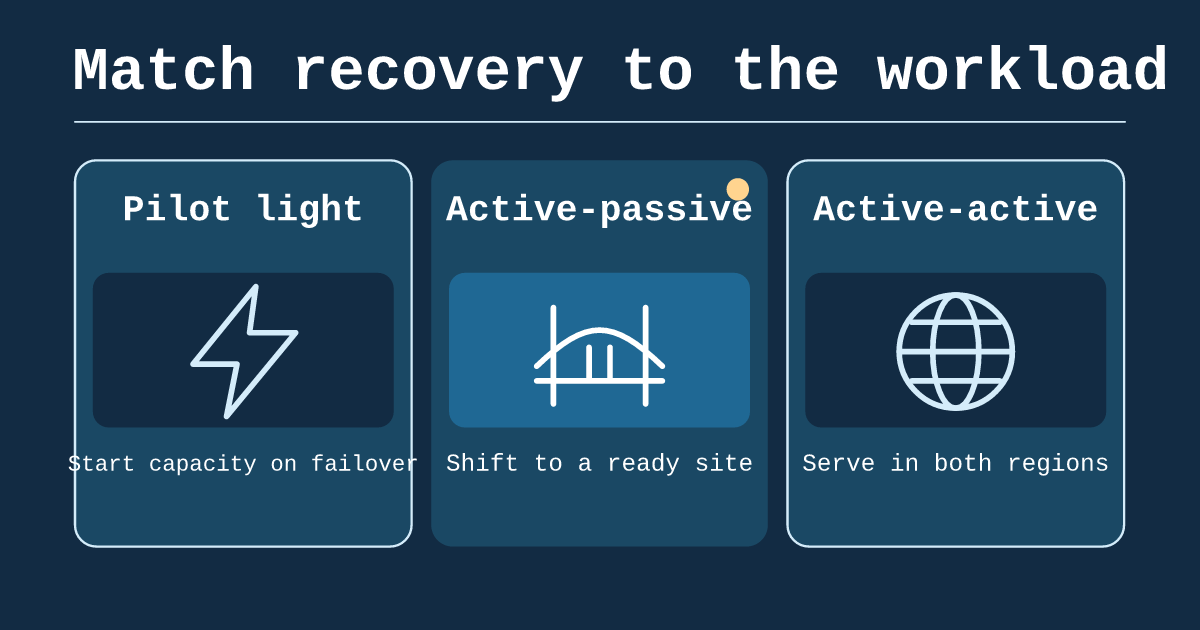 Match recovery to the workload
Pilot light
Start capacity on failover
Active-passive
Shift to a ready site
Active-active
Serve in both regions